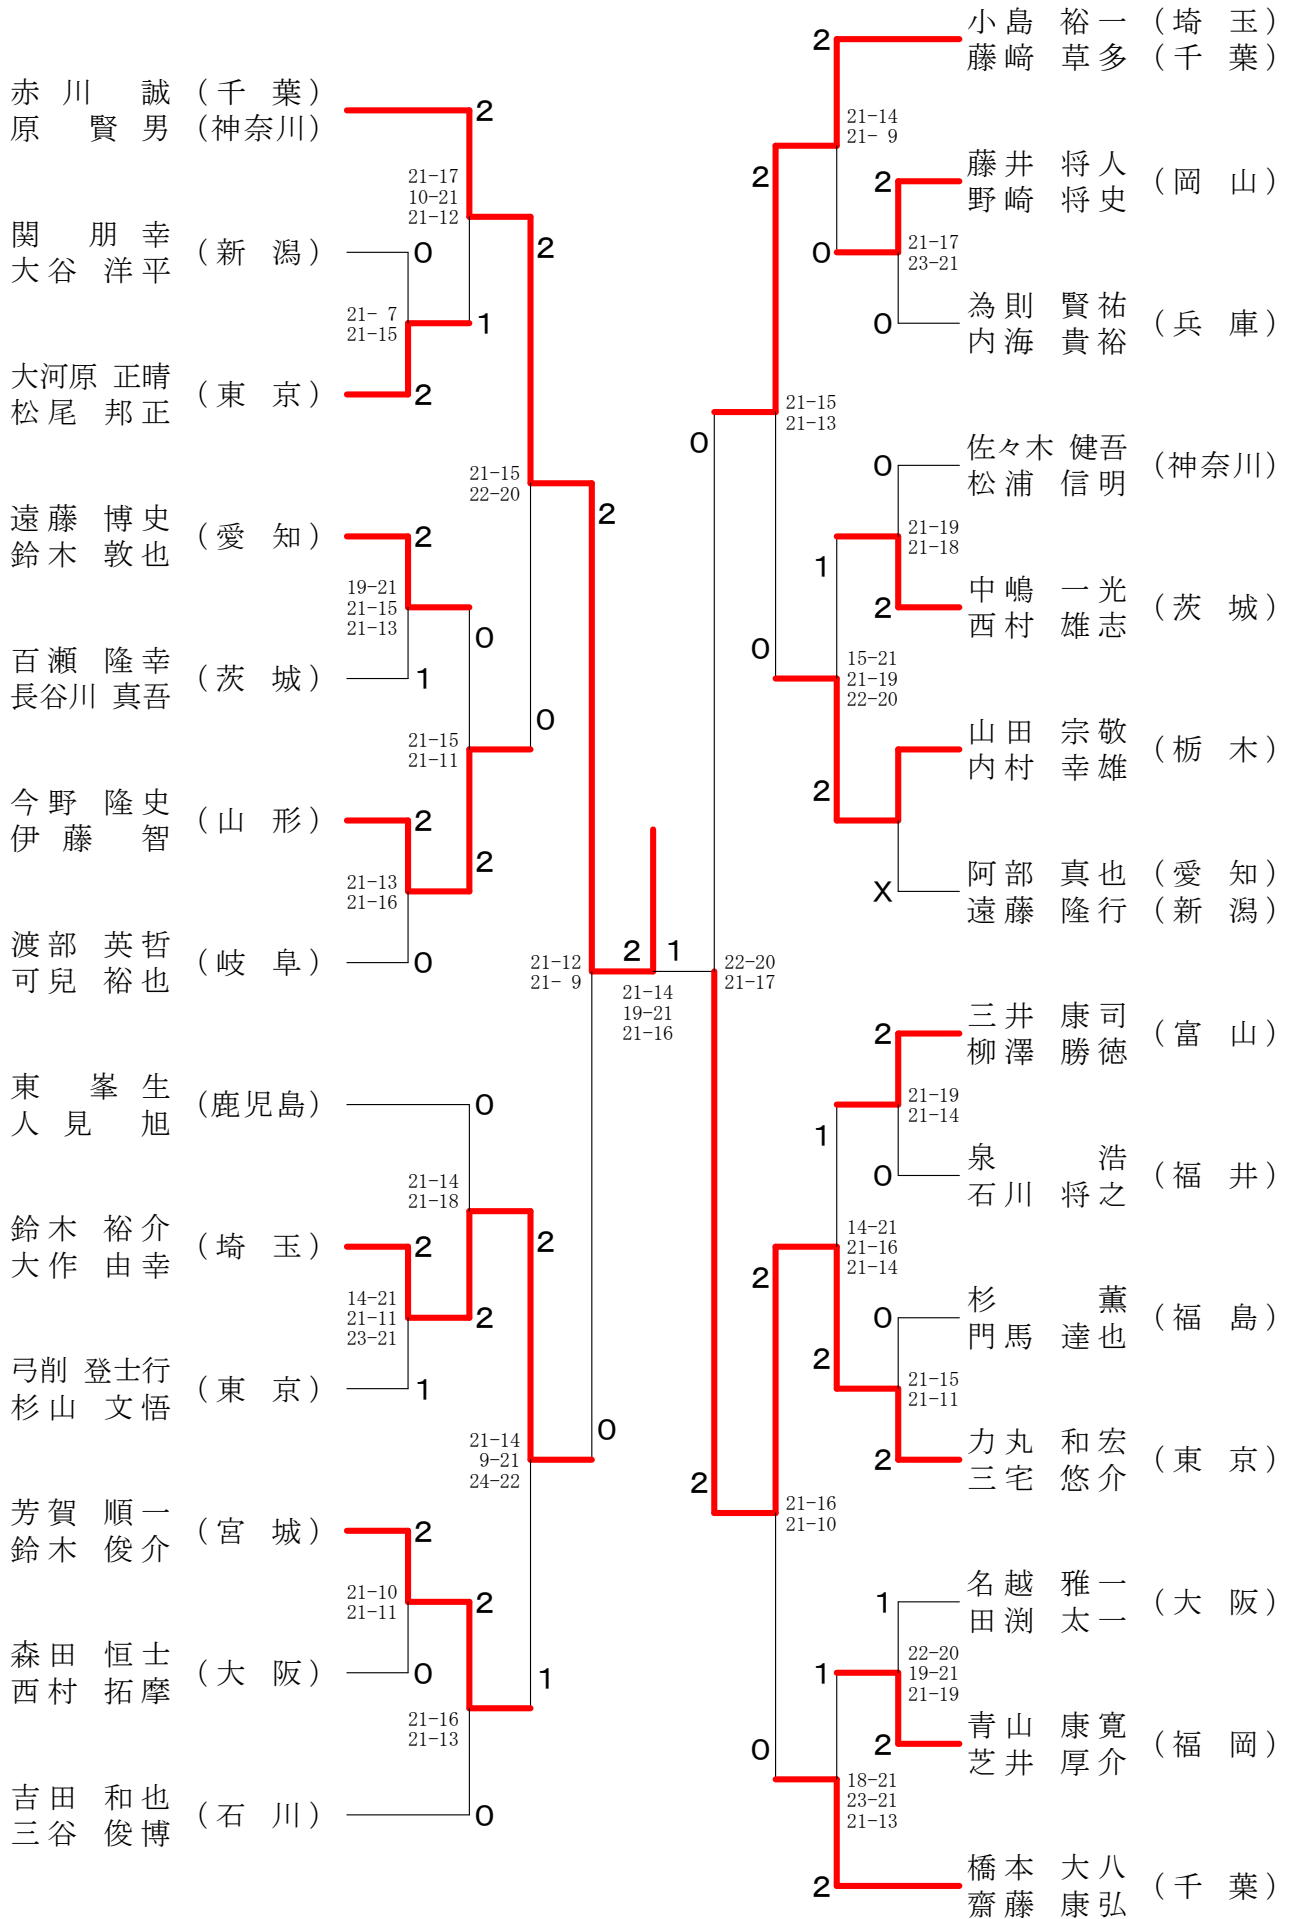 赤川 誠 (千葉)
原 賢男 (神奈川)
2
21-17
10-21
21-12
関 朋幸
大谷 洋平
(新潟)
0
2
21- 7
21-15
1
大河原 正晴
松尾 邦正
(東京)
2
21-15
22-20
2
遠藤 博史
鈴木 敦也
(愛知)
2
19-21
21-15
21-13
0
百瀬 隆幸
長谷川 真吾
(茨城)
1
0
21-15
21-11
今野 隆史
伊藤 智
(山形)
2
2
21-13
21-16
渡部 英哲
可兒 裕也
(岐阜)
0
21-12
21- 9
2
1
21-14
19-21
21-16
東 峯生
人見 旭
(鹿児島)
0
21-14
21-18
鈴木 裕介
大作 由幸
(埼玉)
2
2
14-21
21-11
23-21
2
弓削 登士行
杉山 文悟
(東京)
1
0
21-14
9-21
24-22
芳賀 順一
鈴木 俊介
(宮城)
2
21-10
21-11
2
森田 恒士
西村 拓摩
(大阪)
0
1
21-16
21-13
吉田 和也
三谷 俊博
(石川)
0
2
小島 裕一 (埼玉)
藤﨑 草多 (千葉)
21-14
21- 9
2
2
藤井 将人
野崎 将史
(岡山)
0
21-17
23-21
0
為則 賢祐
内海 貴裕
(兵庫)
21-15
21-13
0
0
佐々木 健吾
松浦 信明
(神奈川)
21-19
21-18
1
2
中嶋 一光
西村 雄志
(茨城)
0
15-21
21-19
22-20
山田 宗敬
内村 幸雄
(栃木)
2
X
阿部 真也 (愛知)
遠藤 隆行 (新潟)
22-20
21-17
2
三井 康司
柳澤 勝徳
(富山)
21-19
21-14
1
0
泉 浩
石川 将之
(福井)
14-21
21-16
21-14
2
0
杉 薫
門馬 達也
(福島)
2
21-15
21-11
2
力丸 和宏
三宅 悠介
(東京)
2
21-16
21-10
1
名越 雅一
田渕 太一
(大阪)
22-20
19-21
21-19
1
2
青山 康寛
芝井 厚介
(福岡)
0
18-21
23-21
21-13
2
橋本 大八
齋藤 康弘
(千葉)